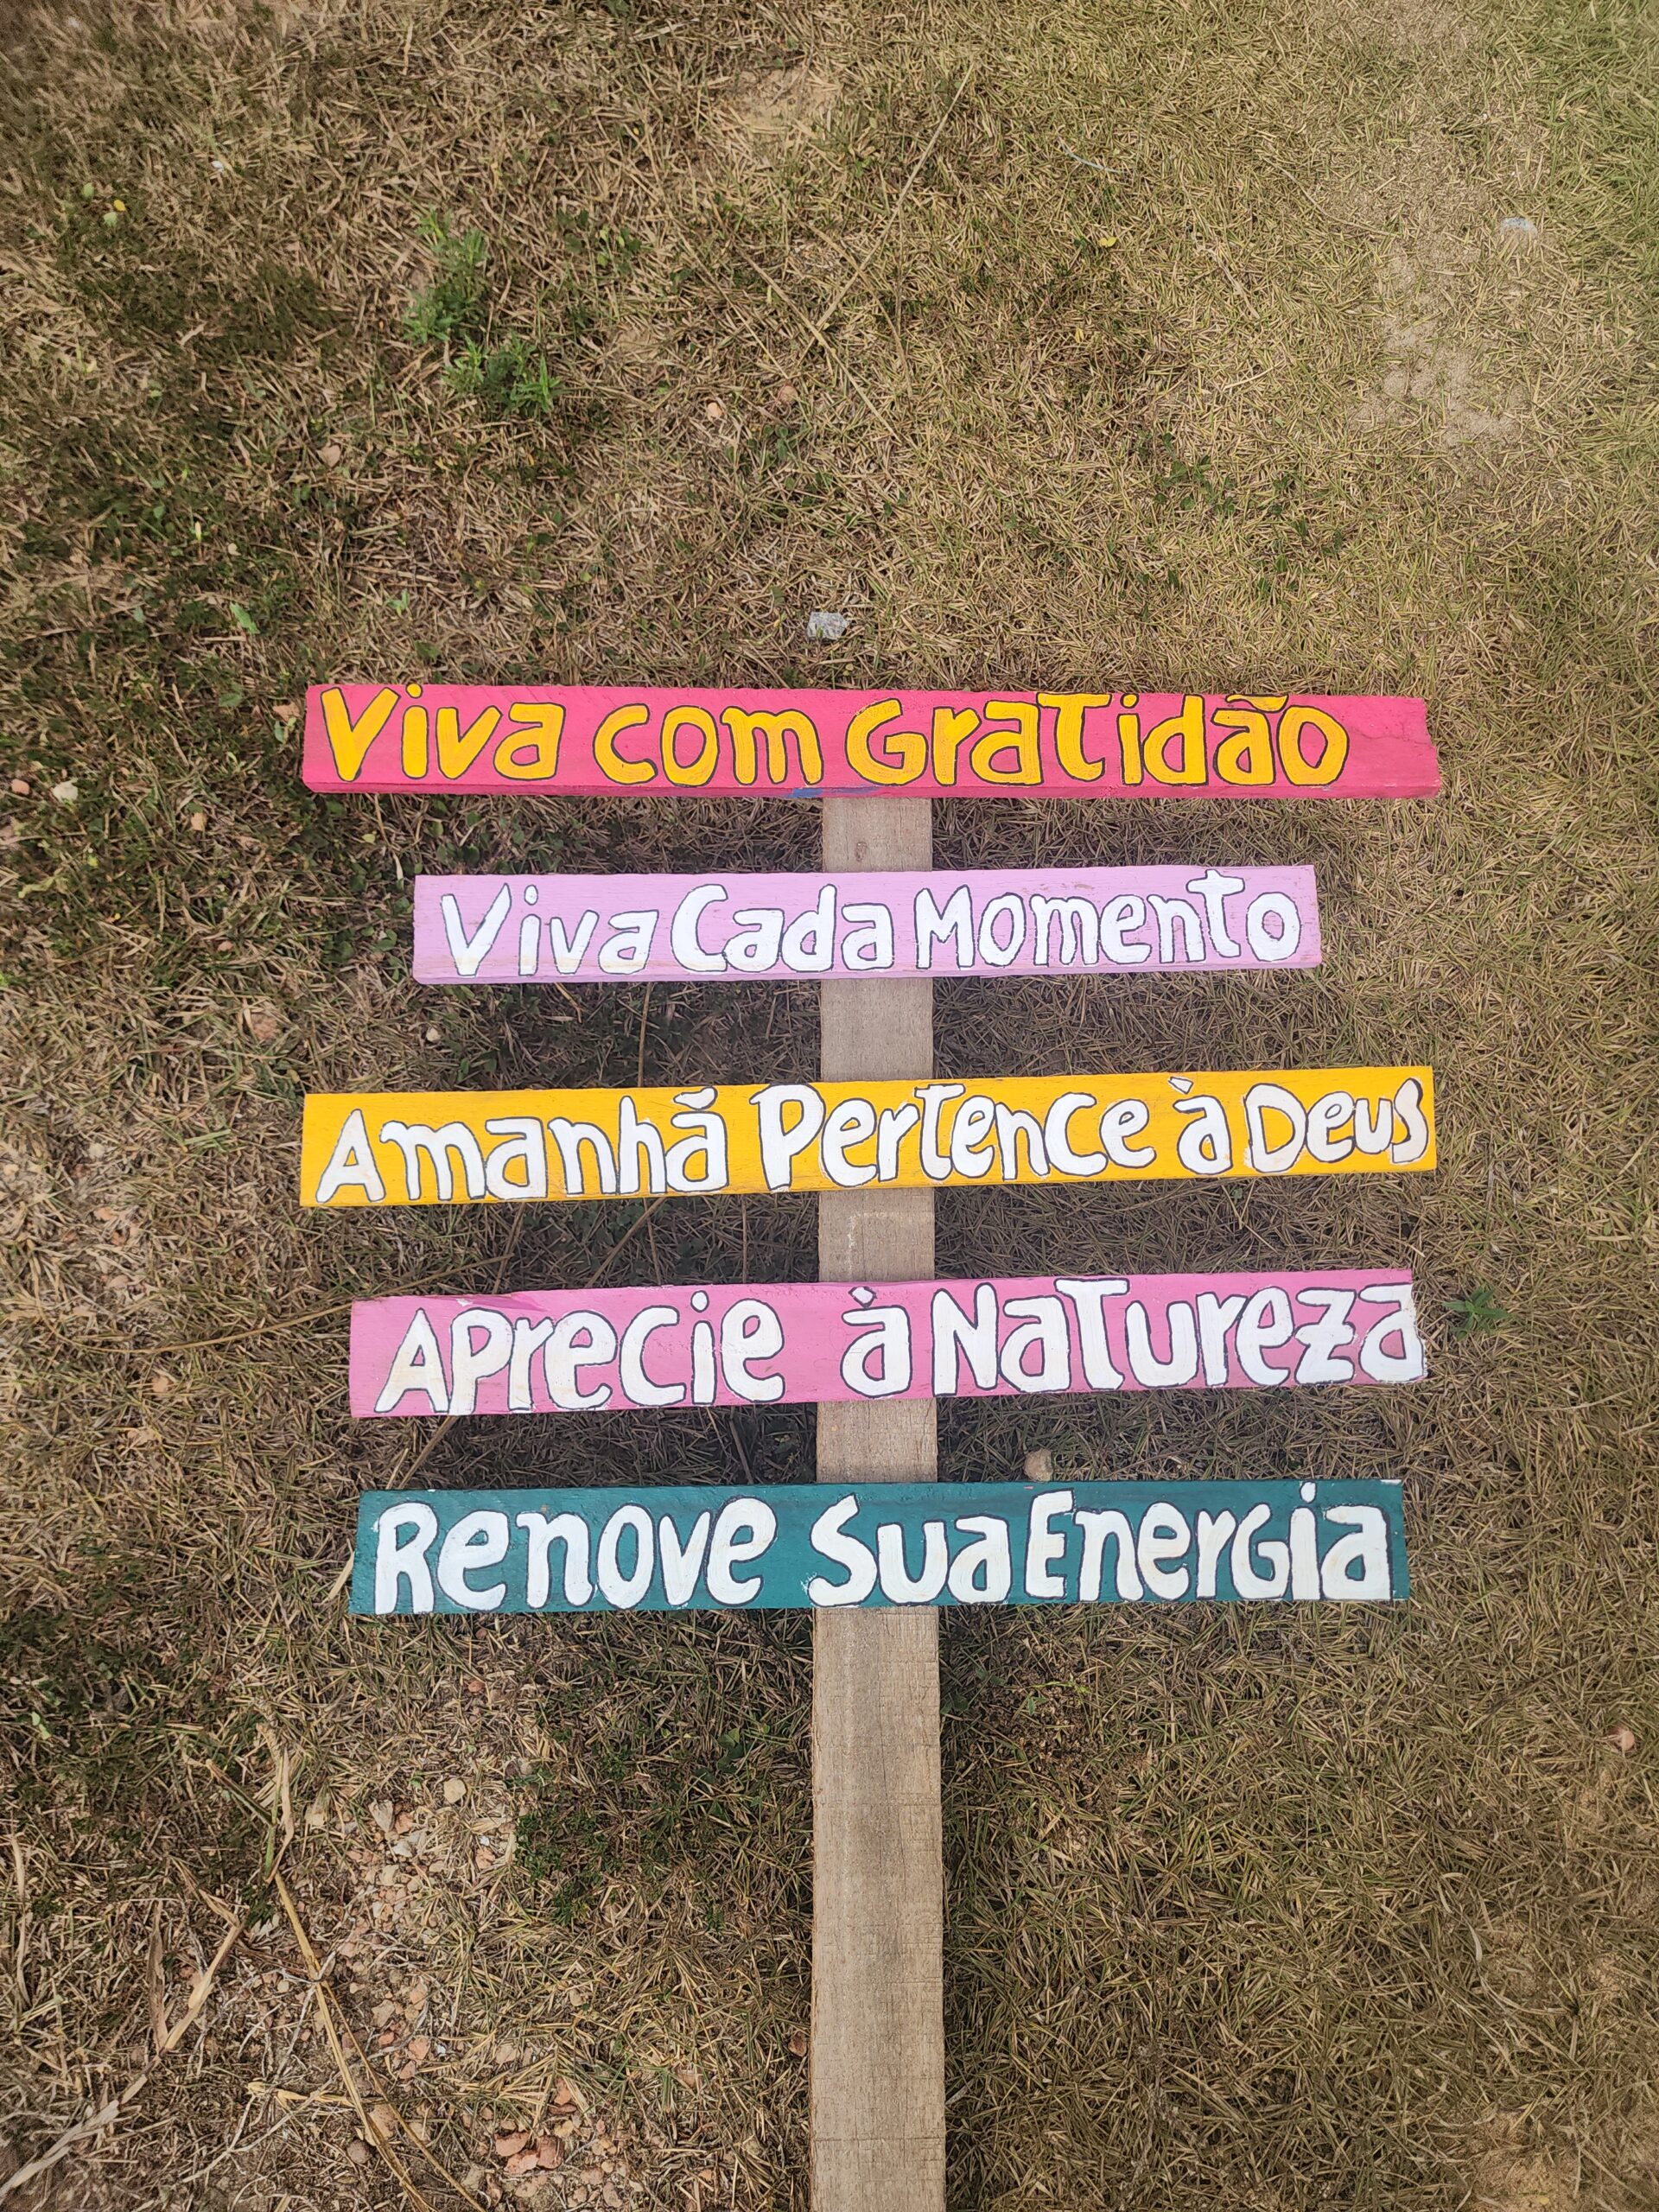 Viva com Gratidão
Viva Cada Momento
Amanhã Pertence à Deus
Aprecie à Natureza
Renove Sua Energia